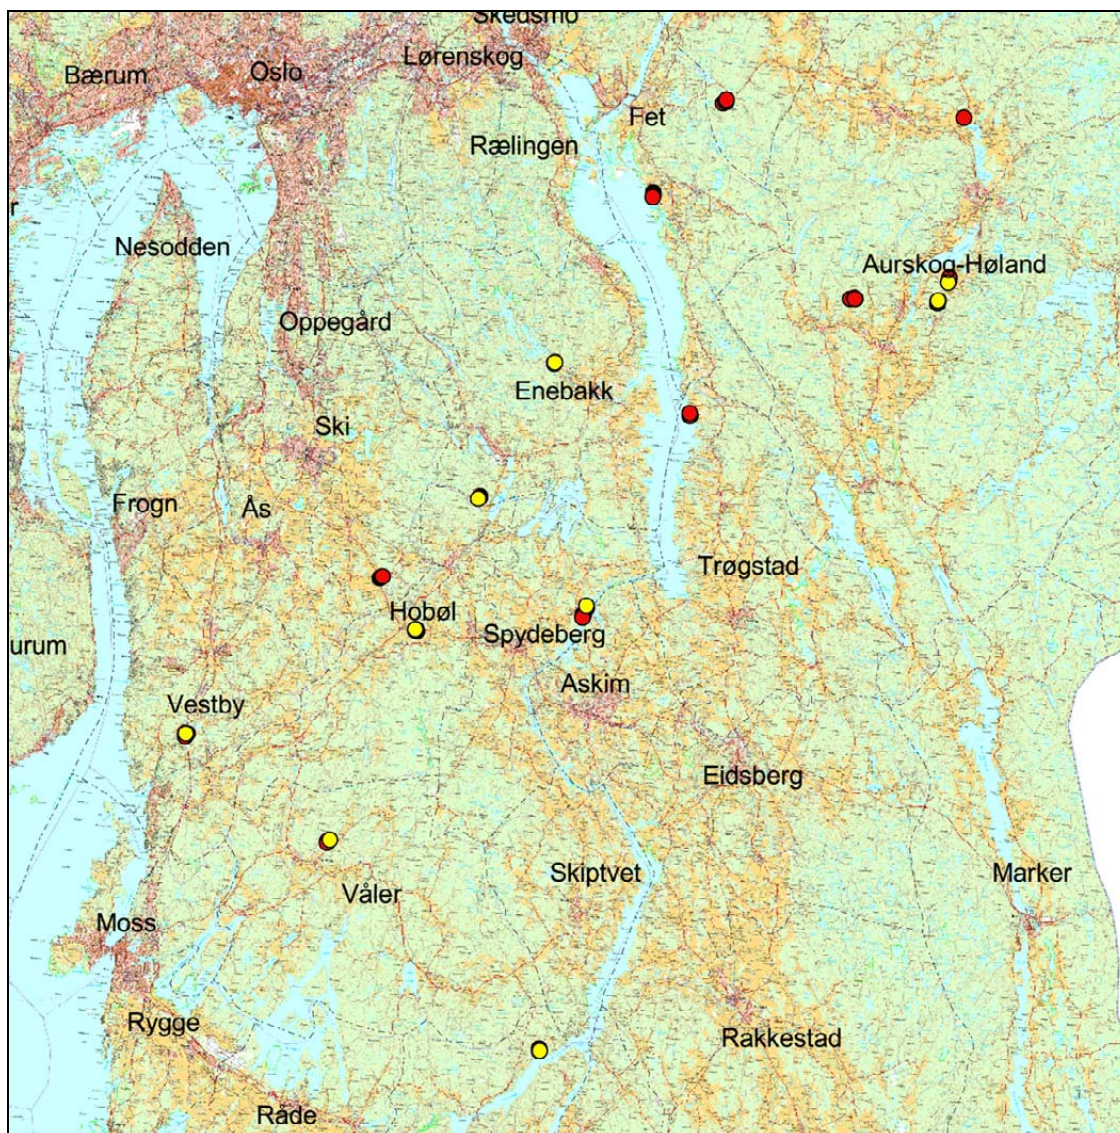 Skedsmo
Bærum
Oslo
Lørenskog
Fet
Rælingen
r
Nesodden
Aurskog-Høland
Oppegård
Enebakk
Ski
Frogn
Ås
Trøgstad
Hobøl
Spydeberg
urum
Askim
Vestby
Eidsberg
Skiptvet
Marker
Våler
Moss
Rygge
Rakkestad
Råde